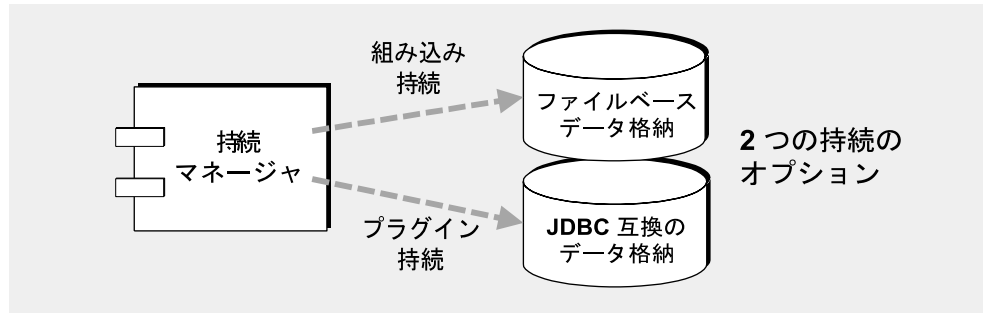 組み込み
持続
持続
マネージャ
ファイルベース
データ格納
2 つの持続の
オプション
プラグイン
持続
JDBC 互換の
データ格納